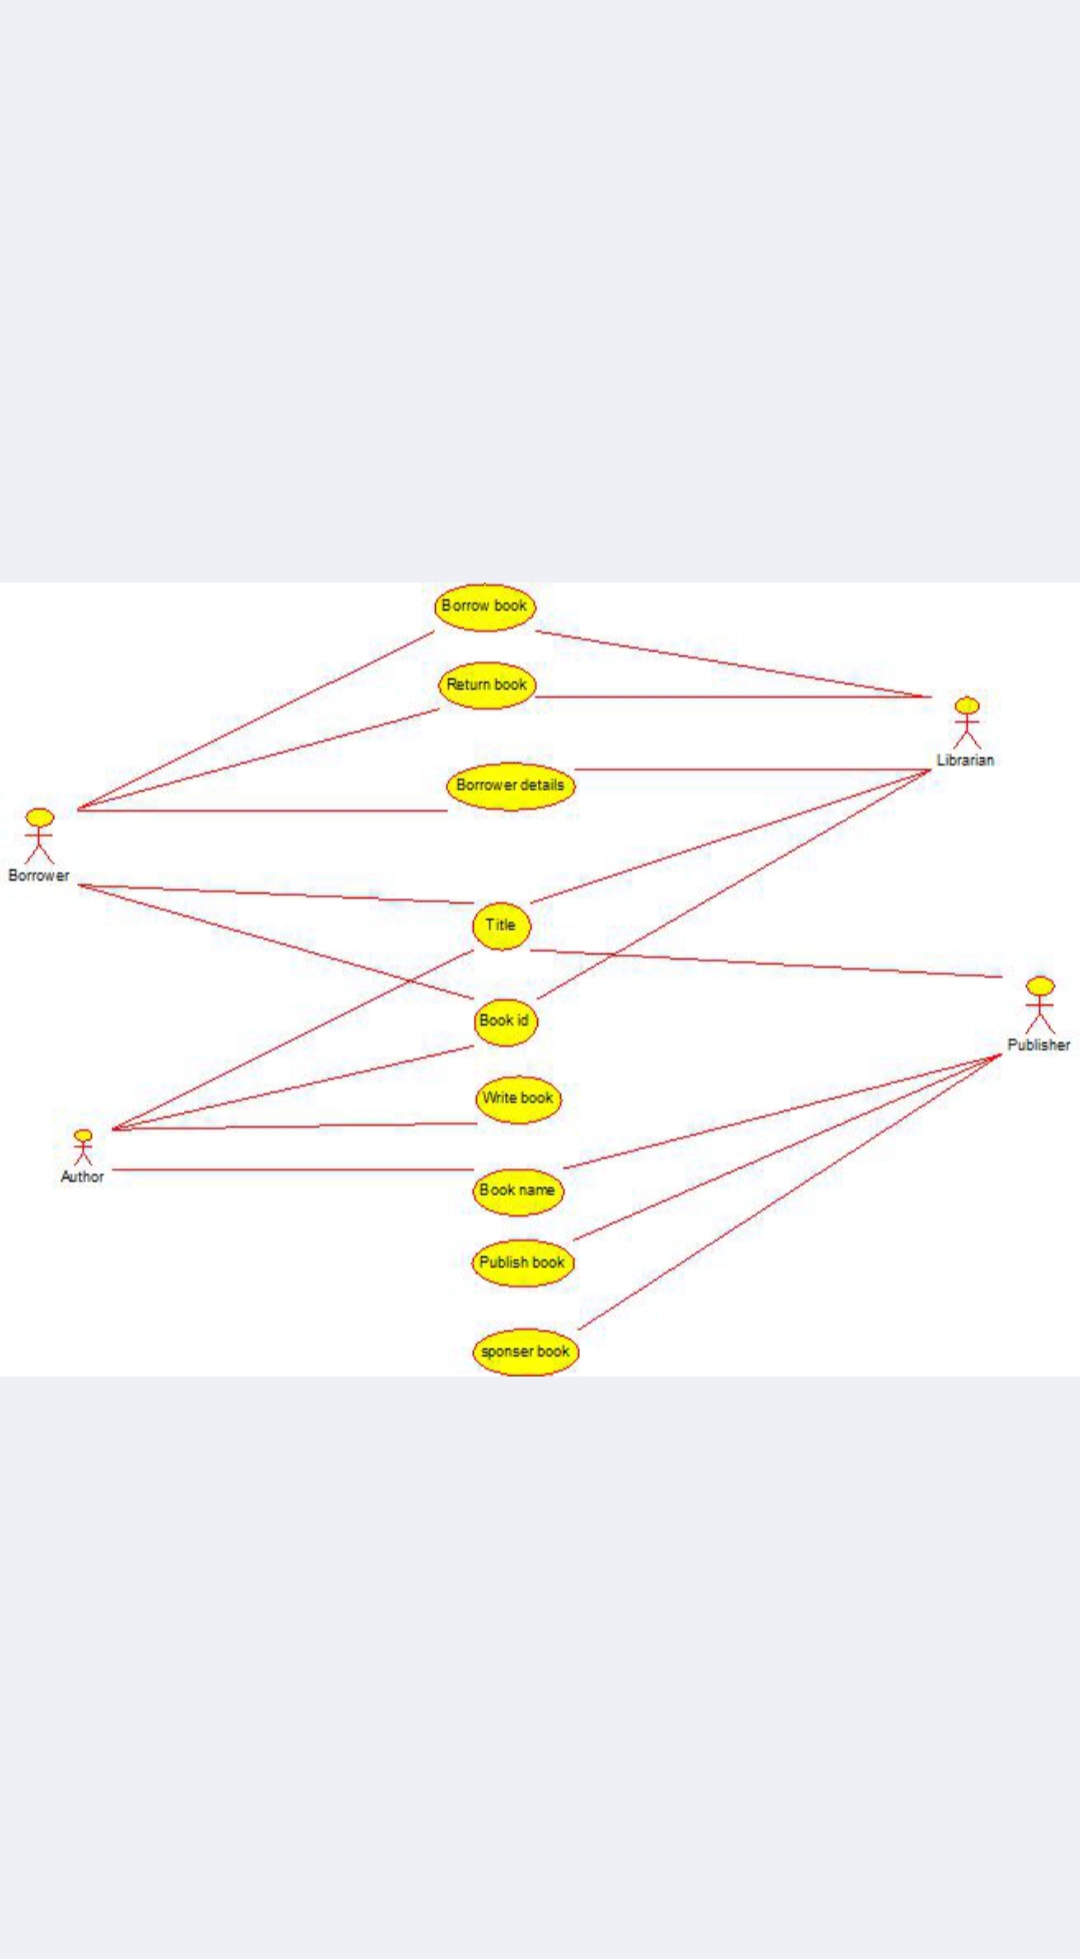 Borrow book
Return book
Librarian
Borrower details
Borrower
Title
Book id
Publisher
Write book
Author
Book name
Publish book
sponser book